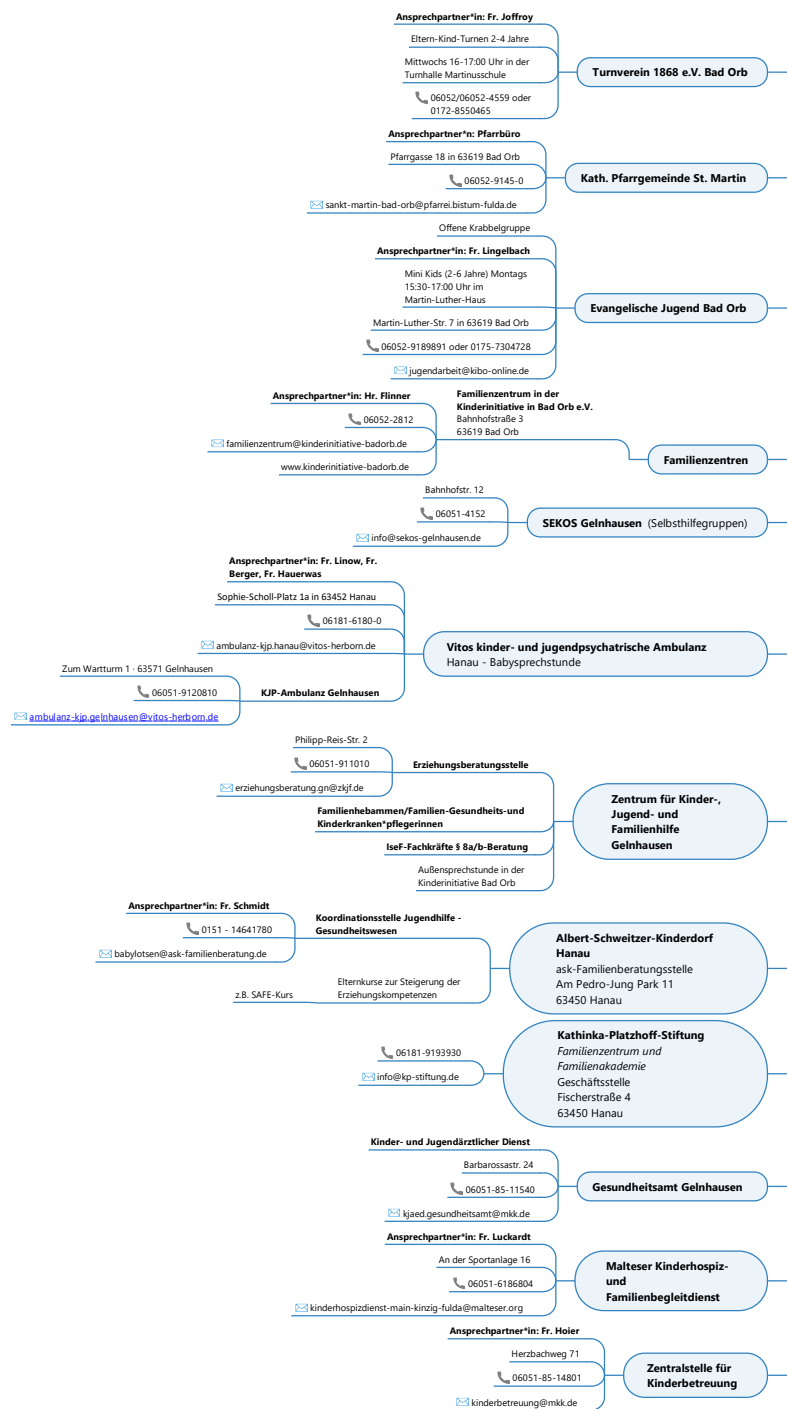 Ansprechpartner*in: Fr. Joffroy
Eltern-Kind-Turnen 2-4 Jahre
Mittwochs 16-17:00 Uhr in der
Turnhalle Martinusschule
06052/06052-4559 oder
0172-8550465
Turnverein 1868 e.V. Bad Orb
Ansprechpartner*n: Pfarrbüro
Pfarrgasse 18 in 63619 Bad Orb
06052-9145-0
sankt-martin-bad-orb@pfarrei.bistum-fulda.de
Kath. Pfarrgemeinde St. Martin
Offene Krabbelgruppe
Ansprechpartner*in: Fr. Lingelbach
Mini Kids (2-6 Jahre) Montags
15:30-17:00 Uhr im
Martin-Luther-Haus
Martin-Luther-Str. 7 in 63619 Bad Orb
06052-9189891 oder 0175-7304728
jugendarbeit@kibo-online.de
Evangelische Jugend Bad Orb
Ansprechpartner*in: Hr. Flinner
06052-2812
familienzentrum@kinderinitiative-badorb.de
www.kinderinitiative-badorb.de
Familienzentrum in der
Kinderinitiative in Bad Orb e.V.
Bahnhofstraße 3
63619 Bad Orb
Familienzentren
Bahnhofstr. 12
06051-4152
info@sekos-gelnhausen.de
SEKOS Gelnhausen (Selbsthilfegruppen)
Ansprechpartner*in: Fr. Linow, Fr.
Berger, Fr. Hauerwas
Sophie-Scholl-Platz 1a in 63452 Hanau
06181-6180-0
ambulanz-kjp.hanau@vitos-herborn.de
Zum Wartturm 1 · 63571 Gelnhausen
06051-9120810
ambulanz-kjp.gelnhausen@vitos-herborn.de
KJP-Ambulanz Gelnhausen
Vitos kinder- und jugendpsychatrische Ambulanz
Hanau - Babysprechstunde
Philipp-Reis-Str. 2
06051-911010
erziehungsberatung.gn@zkjf.de
Erziehungsberatungsstelle
Familienhebammen/Familien-Gesundheits-und
Kinderkranken*pflegerinnen
IseF-Fachkräfte § 8a/b-Beratung
Außensprechstunde in der
Kinderinitiative Bad Orb
Zentrum für Kinder-,
Jugend- und
Familienhilfe
Gelnhausen
Ansprechpartner*in: Fr. Schmidt
0151 - 14641780
babylotsen@ask-familienberatung.de
Koordinationsstelle Jugendhilfe -
Gesundheitswesen
z.B. SAFE-Kurs
Elternkurse zur Steigerung der
Erziehungskompetenzen
Albert-Schweitzer-Kinderdorf
Hanau
ask-Familienberatungsstelle
Am Pedro-Jung Park 11
63450 Hanau
06181-9193930
info@kp-stiftung.de
Kathinka-Platzhoff-Stiftung
Familienzentrum und
Familienakademie
Geschäftsstelle
Fischerstraße 4
63450 Hanau
Kinder- und Jugendärztlicher Dienst
Barbarossastr. 24
06051-85-11540
kjaed.gesundheitsamt@mkk.de
Gesundheitsamt Gelnhausen
Ansprechpartner*in: Fr. Luckardt
An der Sportanlage 16
06051-6186804
kinderhospizdienst-main-kinzig-fulda@malteser.org
Malteser Kinderhospiz-
und
Familienbegleitdienst
Ansprechpartner*in: Fr. Hoier
Herzbachweg 71
06051-85-14801
kinderbetreuung@mkk.de
Zentralstelle für
Kinderbetreuung